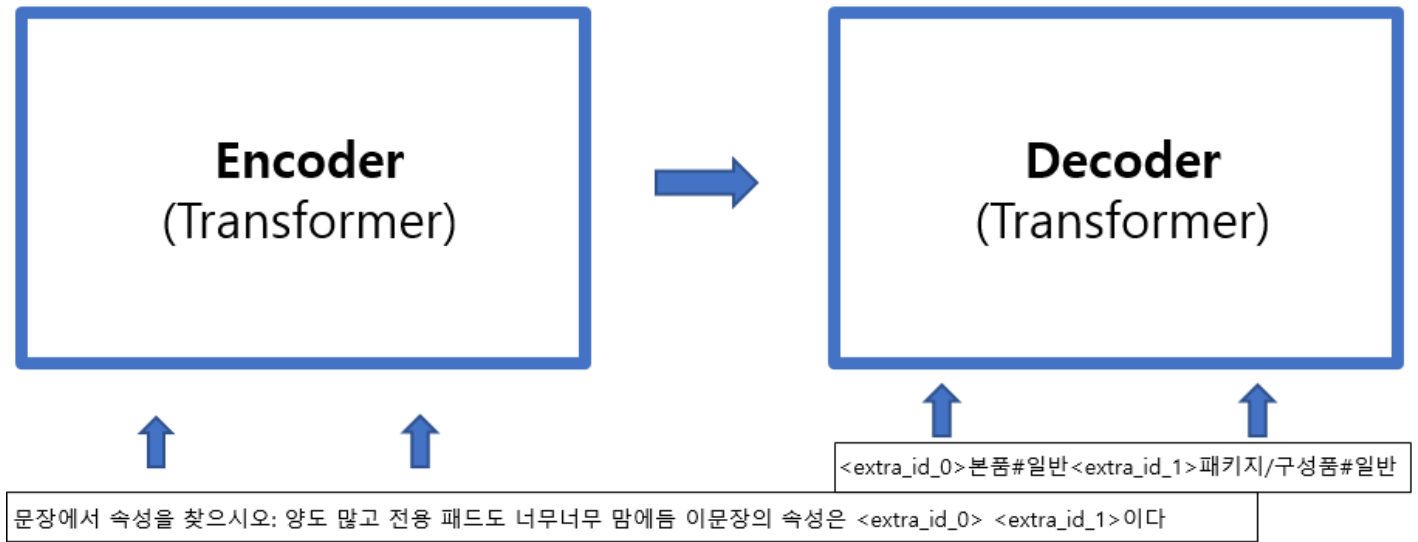 Encoder
(Transformer)
Decoder
(Transformer)
<extra_id_0>본품#일반<extra_id_1>패키지/구성품#일반
문장에서 속성을 찾으시오: 양도 많고 전용 패드도 너무너무 맘에듬 이문장의 속성은 <extra_id_0> <extra_id_1>이다